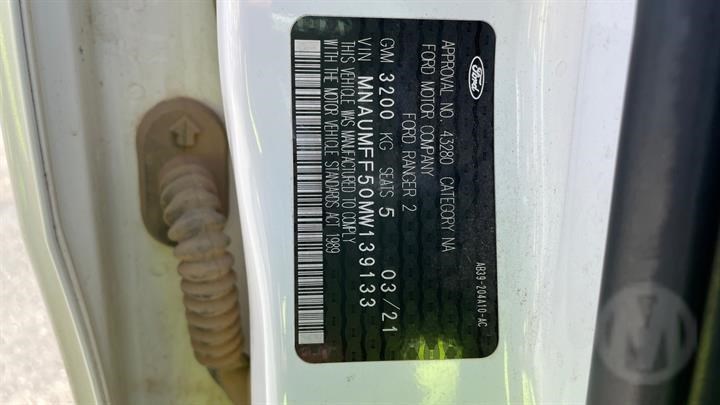 Ford
APPROVAL NO. 43280 CATEGORY NA
FORD MOTOR COMPANY
FORD RANGER 2
GVM 3200 KG SEATS 5 03/21
VIN MNAUMFF50MW139133
THIS VEHICLE WAS MANUFACTURED TO COMPLY
WITH THE MOTOR VEHICLE STANDARDS ACT 1989
AB39-204A10-AC
M